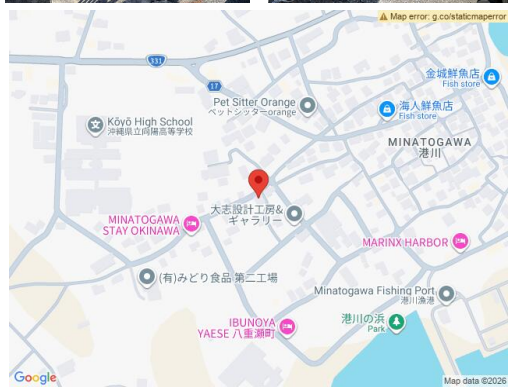 Map error: g.co/staticmaperror
331
17
金城鮮魚店
Fish store
Pet Sitter Orange
ペットシッターorange
海人鮮魚店
Fish store
Kōyō High School
沖縄県立向陽高等学校
MINATOGAWA
港川
大志設計工房&
ギャラリー
MINATOGAWA
STAY OKINAWA
MARINX HARBOR
(有)みどり食品 第二工場
Minatogawa Fishing Port
港川漁港
IBUNOYA
YAESE 八重瀬町
港川の浜
Park
Google
Map data ©2026